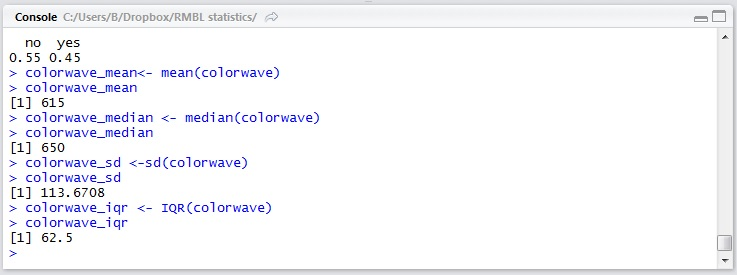 Console C:/Users/B/Dropbox/RMBL statistics/
no yes
0.55 0.45
> colorwave_mean<- mean(colorwave)
> colorwave_mean
[1] 615
> colorwave_median <- median(colorwave)
> colorwave_median
[1] 650
> colorwave_sd <-sd(colorwave)
> colorwave_sd
[1] 113.6708
> colorwave_iqr <- IQR(colorwave)
> colorwave_iqr
[1] 62.5
>